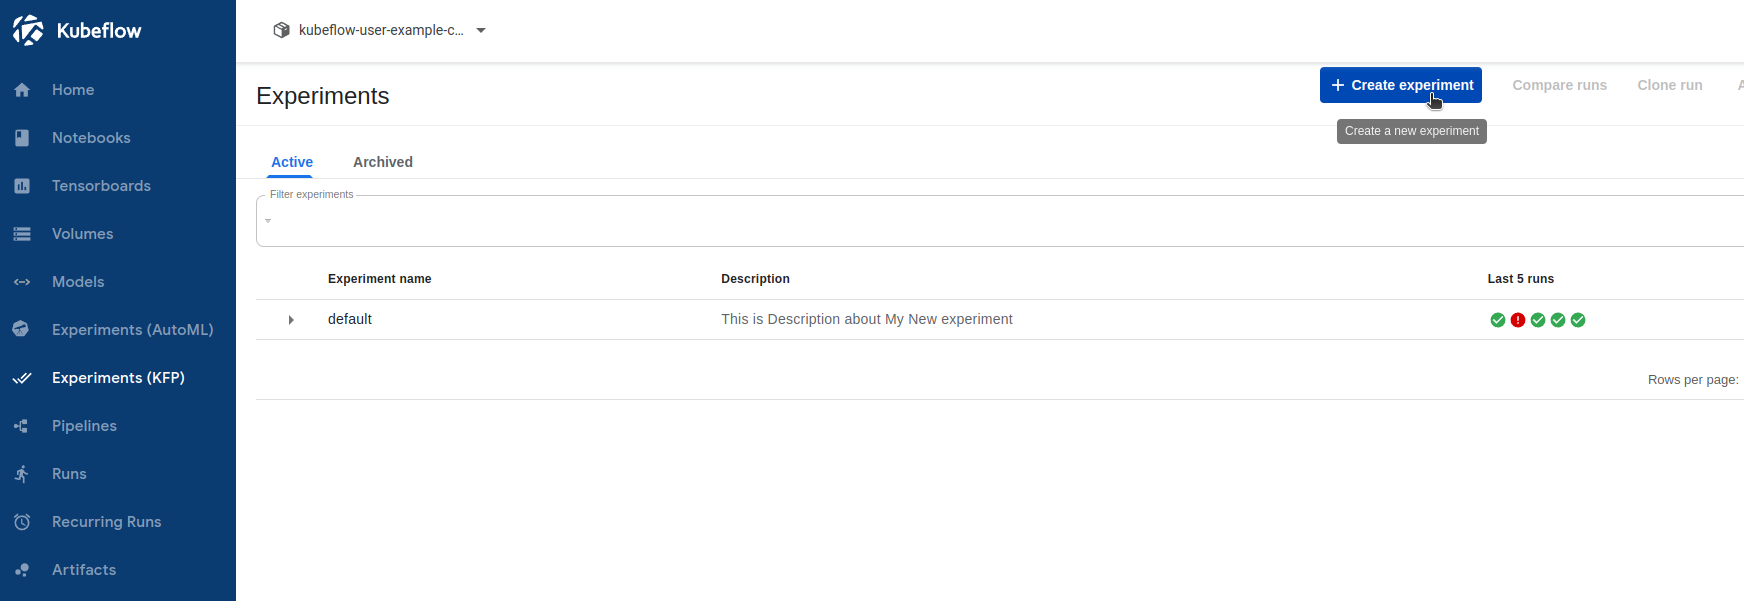 Kubeflow
kubeflow-user-example-c...
Home
Notebooks
Tensorboards
Volumes
Models
Experiments (AutoML)
Experiments (KFP)
Pipelines
Runs
Recurring Runs
Artifacts
Experiments
+ Create experiment
Compare runs
Clone run
A
Create a new experiment
Active
Archived
Filter experiments
Experiment name
Description
Last 5 runs
default
This is Description about My New experiment
Rows per page: